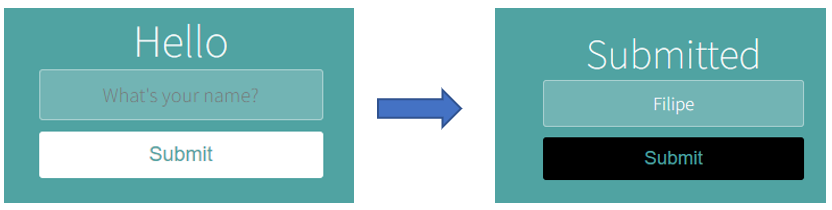 Hello
What's your name?
Submit
Submitted
Filipe
Submit